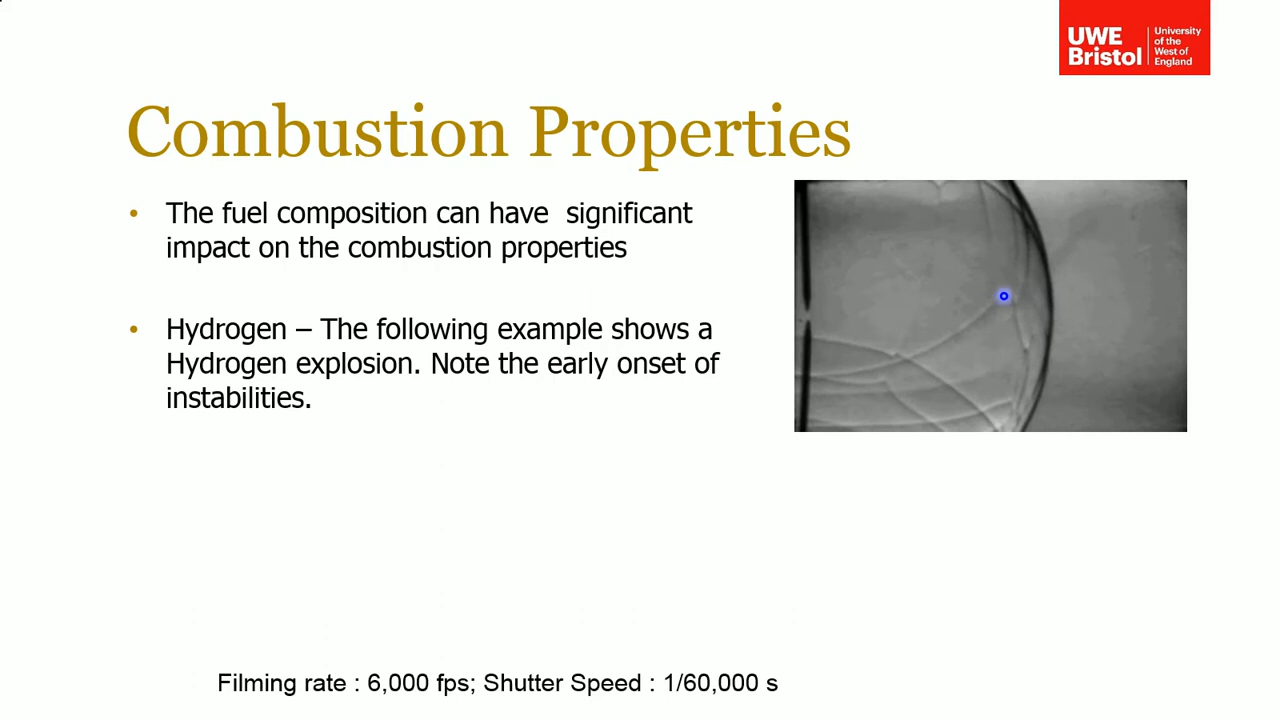 UWE Bristol
University of the West of England
Combustion Properties
• The fuel composition can have  significant
impact on the combustion properties
• Hydrogen – The following example shows a
Hydrogen explosion. Note the early onset of
instabilities.
Filming rate : 6,000 fps; Shutter Speed : 1/60,000 s